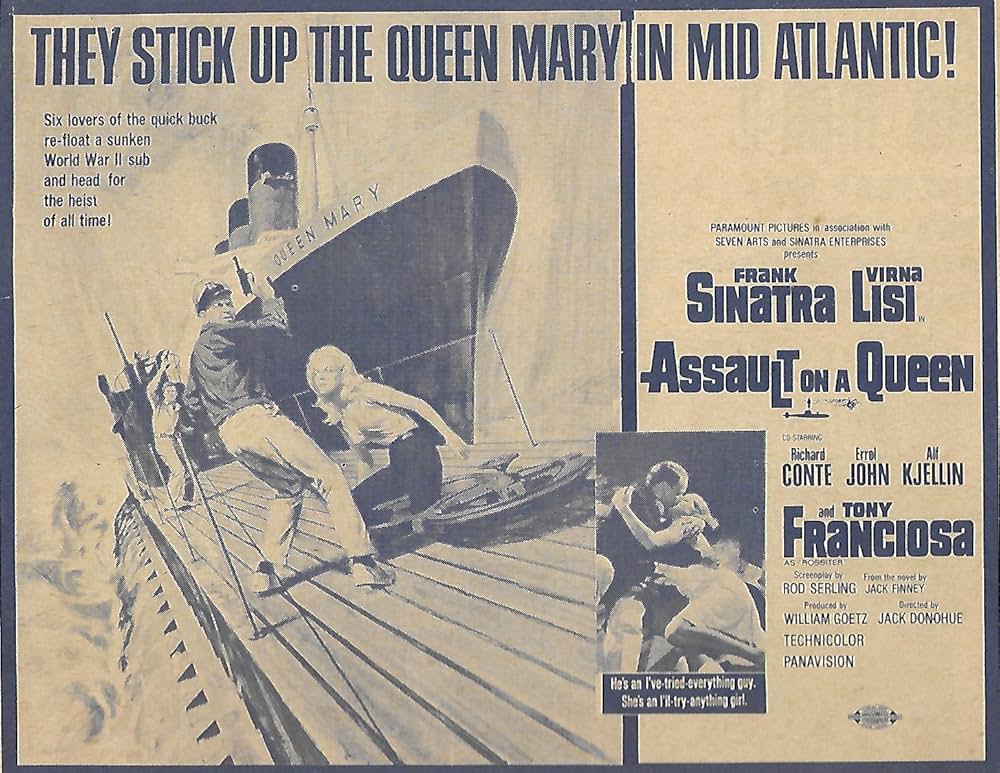 THEY STICK UP THE QUEEN MARY IN MID ATLANTIC!
Six lovers of the quick buck
re-float a sunken
World War II sub
and head for
the heist
of all time!
QUEEN MARY
PARAMOUNT PICTURES in association with
SEVEN ARTS and SINATRA ENTERPRISES
presents
FRANK SINATRA VIRNA LISI IN
ASSAULT ON A QUEEN
CO-STARRING
Richard CONTE Errol JOHN Alf KJELLIN
and TONY
FRANCIOSA
AS 'ROSSITER'
Screenplay by ROD SERLING From the novel by JACK FINNEY
Produced by WILLIAM GOETZ Directed by JACK DONOHUE
TECHNICOLOR
PANAVISION
He's an I've-tried-everything guy.
She's an I'll-try-anything girl.